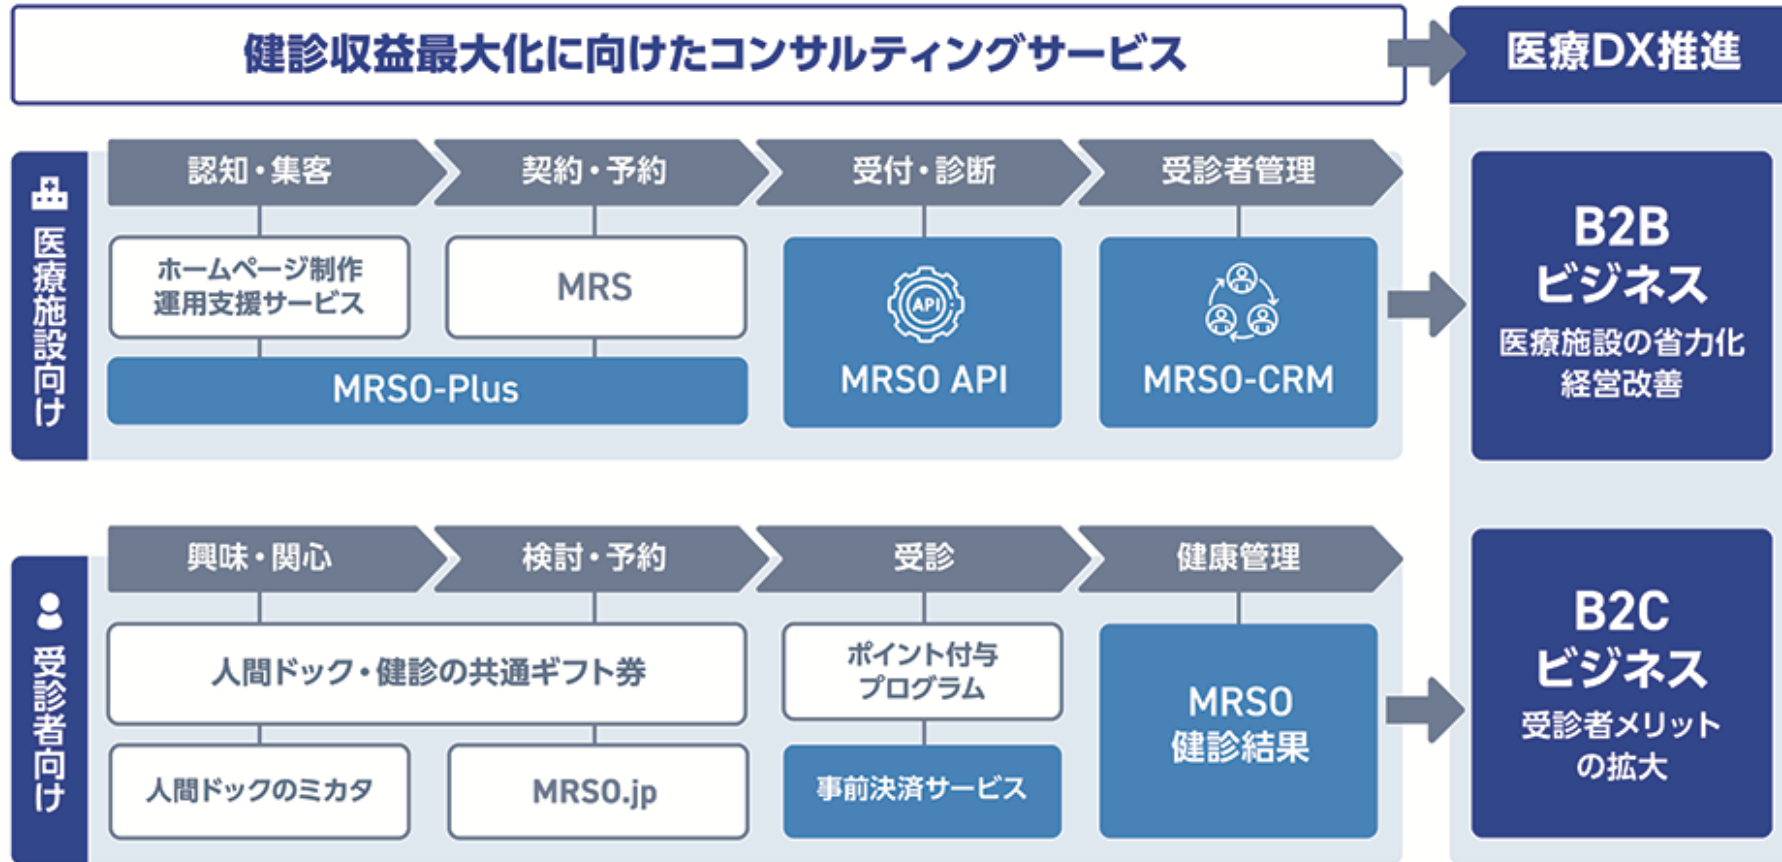 健診収益最大化に向けたコンサルティングサービス
医療DX推進
医療施設向け
認知・集客
契約・予約
受付・診断
受診者管理
ホームページ制作
運用支援サービス
MRS
MRSO-Plus
API
MRSO API
MRSO-CRM
B2B
ビジネス
医療施設の省力化
経営改善
受診者向け
興味・関心
検討・予約
受診
健康管理
人間ドック・健診の共通ギフト券
人間ドックのミカタ
MRSO.jp
ポイント付与
プログラム
事前決済サービス
MRSO
健診結果
B2C
ビジネス
受診者メリット
の拡大